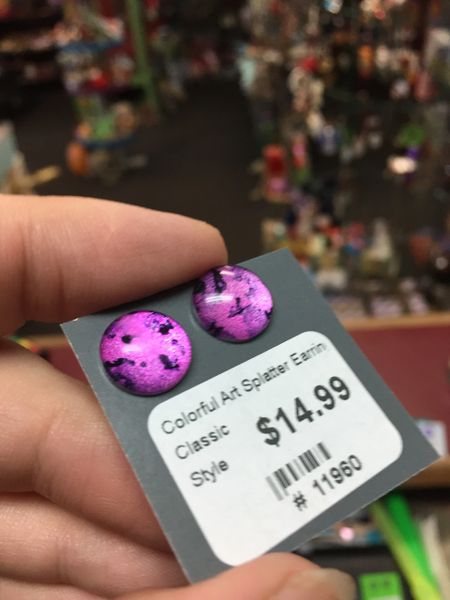 Colorful Art Splatter Earrin
Classic $14.99
Style
# 11960